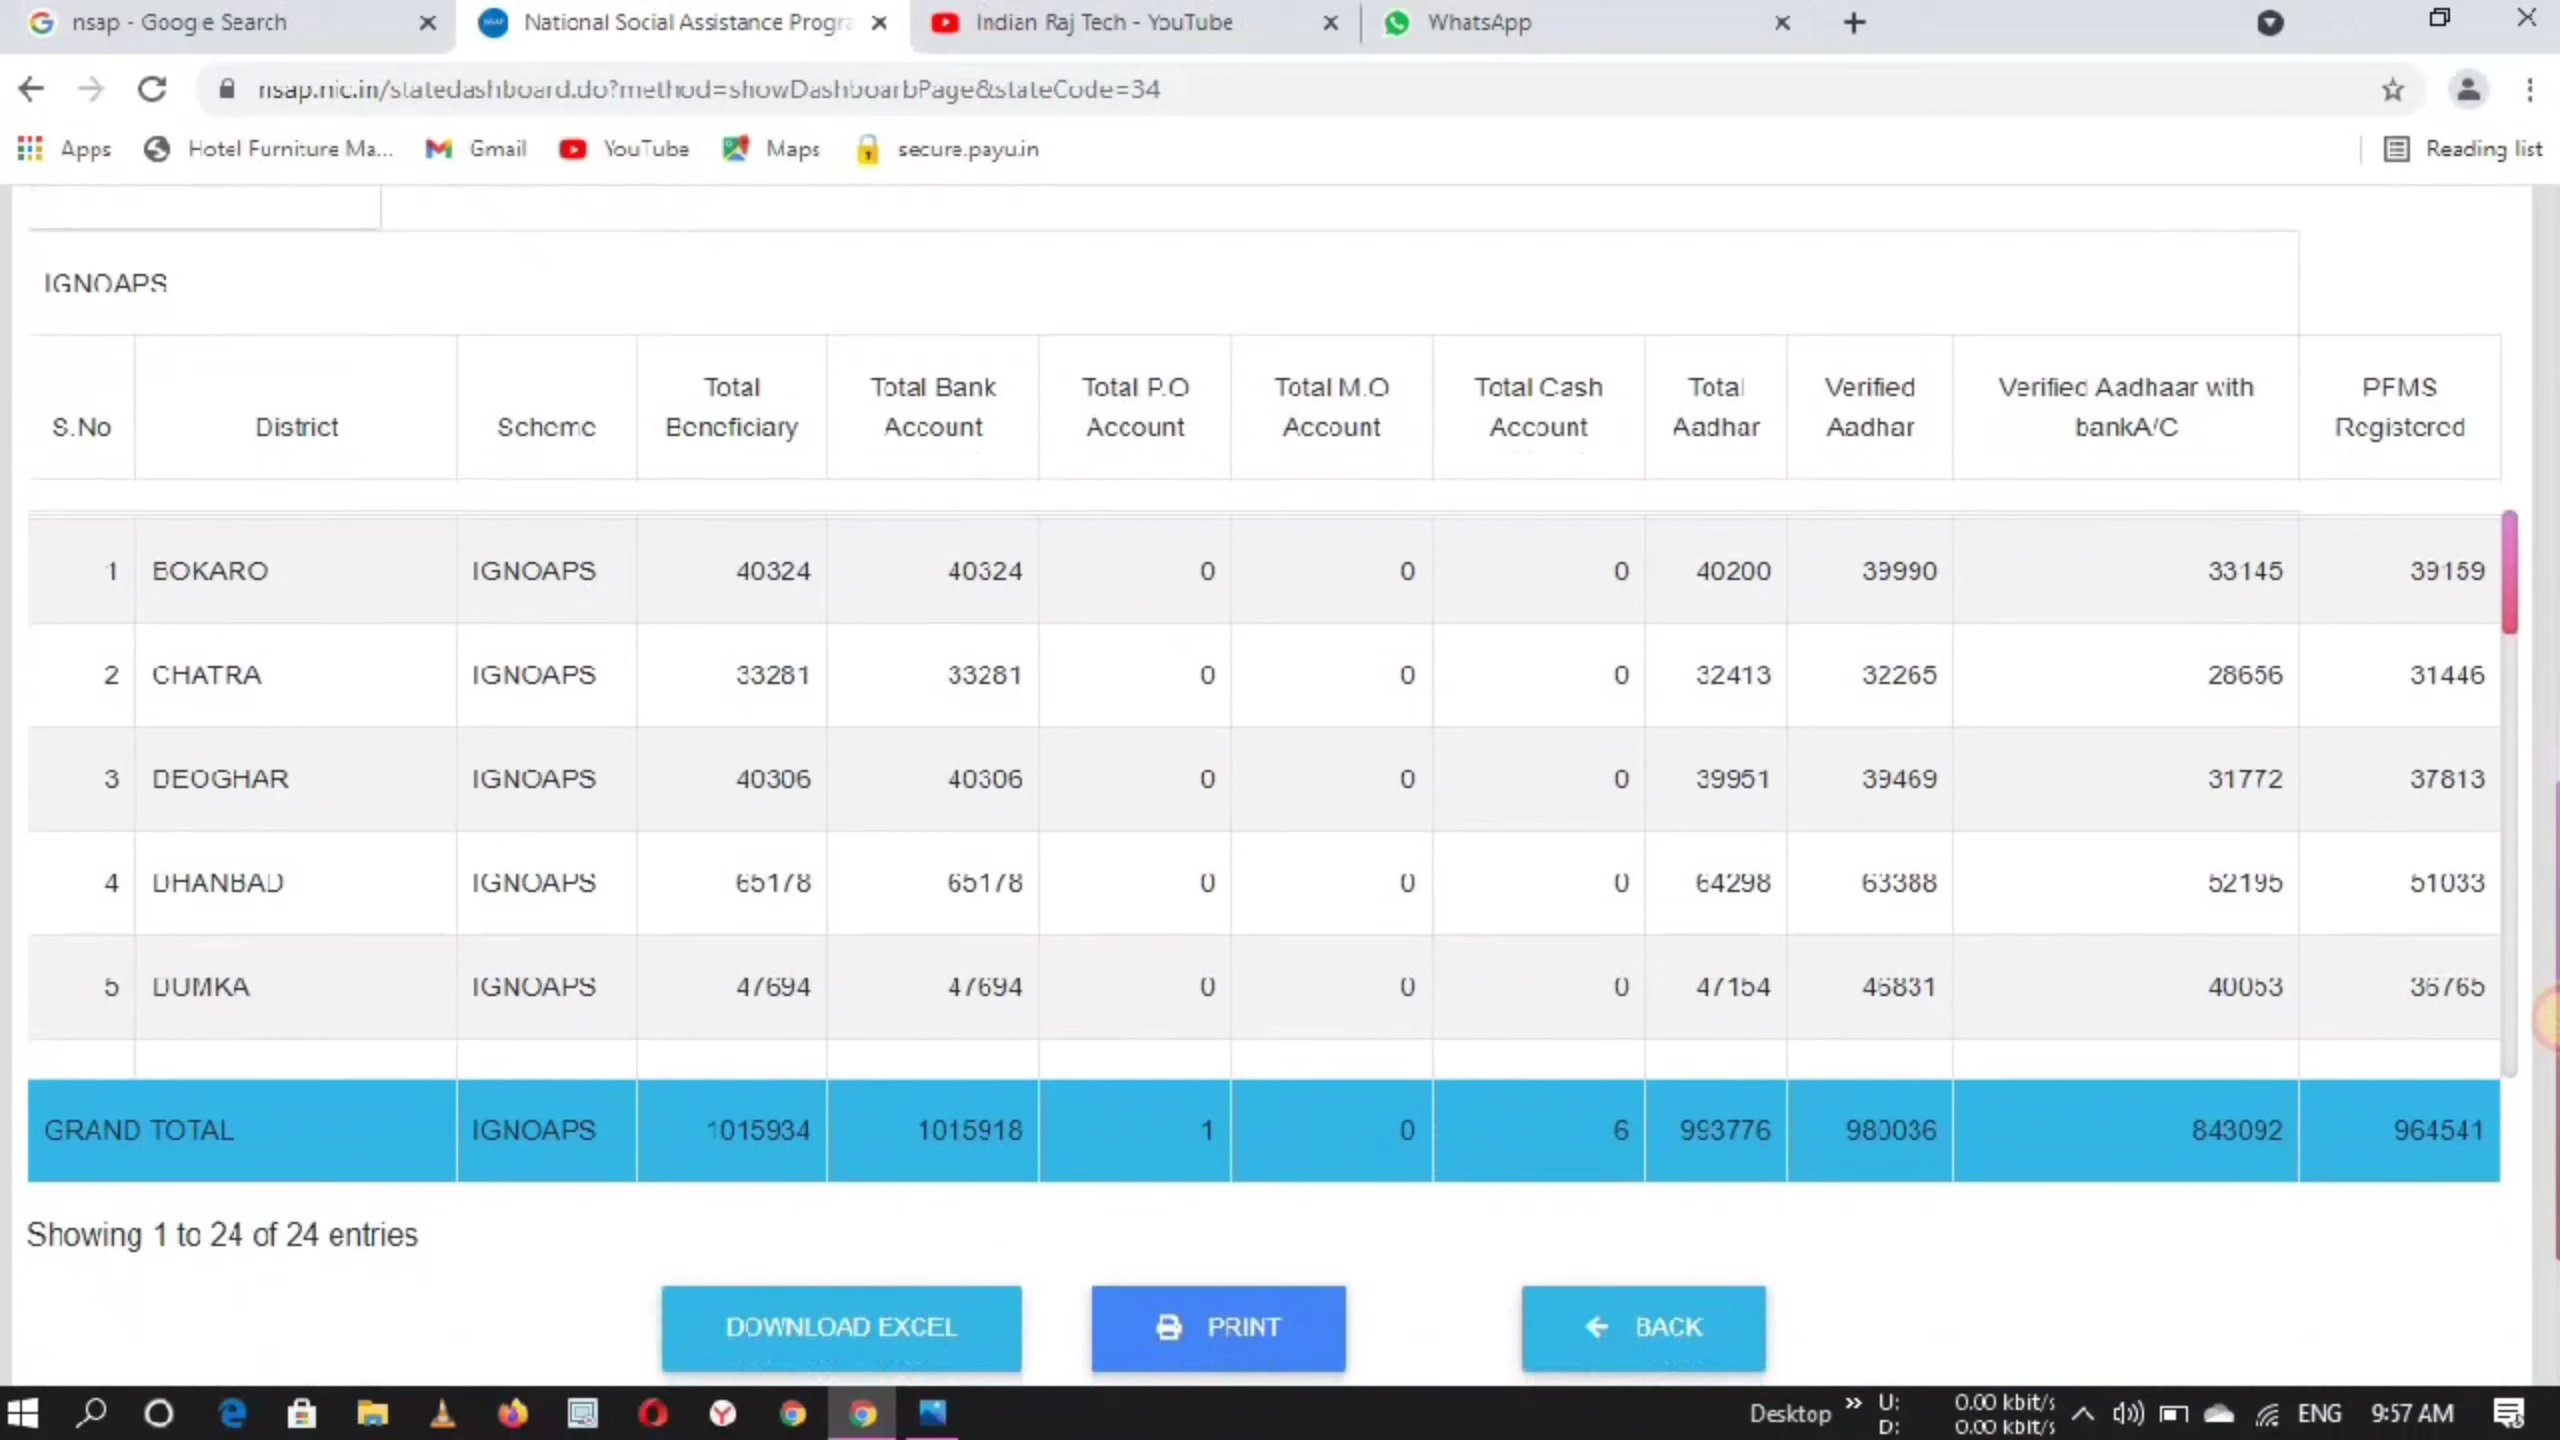 nsap - Google Search
National Social Assistance Progra
Indian Raj Tech - YouTube
WhatsApp
nsap.nic.in/statedashboard.do?method=showDashboarbPage&stateCode=34
Apps
Hotel Furniture Ma...
Gmail
YouTube
Maps
secure.payu.in
Reading list
IGNOAPS
S.No District Scheme Total Beneficiary Total Bank Account Total P.O Account Total M.O Account Total Cash Account Total Aadhar Verified Aadhar Verified Aadhaar with bankA/C PFMS Registered
1 BOKARO IGNOAPS 40324 40324 0 0 0 40200 39990 33145 39159
2 CHATRA IGNOAPS 33281 33281 0 0 0 32413 32265 28656 31446
3 DEOGHAR IGNOAPS 40306 40306 0 0 0 39951 39469 31772 37813
4 DHANBAD IGNOAPS 65178 65178 0 0 0 64298 63388 52195 51033
5 DUMKA IGNOAPS 47694 47694 0 0 0 47154 46831 40053 36765
GRAND TOTAL IGNOAPS 1015934 1015918 1 0 6 993776 980036 843092 964541
Showing 1 to 24 of 24 entries
DOWNLOAD EXCEL
PRINT
BACK
Desktop
U: 0.00 kbit/s
D: 0.00 kbit/s
ENG
9:57 AM